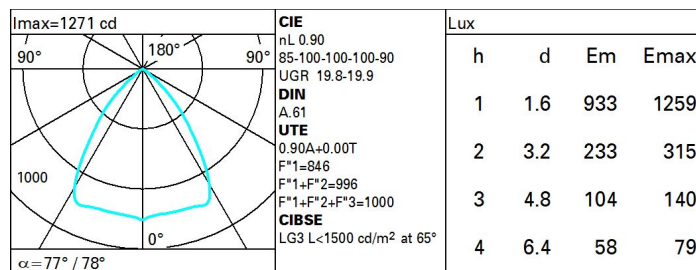 Imax=1271 cd
90°
180°
90°
1000
0°
α=77° / 78°
CIE
nL 0.90
85-100-100-100-90
UGR 19.8-19.9
DIN
A.61
UTE
0.90A+0.00T
F"1=846
F"1+F"2=996
F"1+F"2+F"3=1000
CIBSE
LG3 L<1500 cd/m² at 65°
Lux
h d Em Emax
1 1.6 933 1259
2 3.2 233 315
3 4.8 104 140
4 6.4 58 79